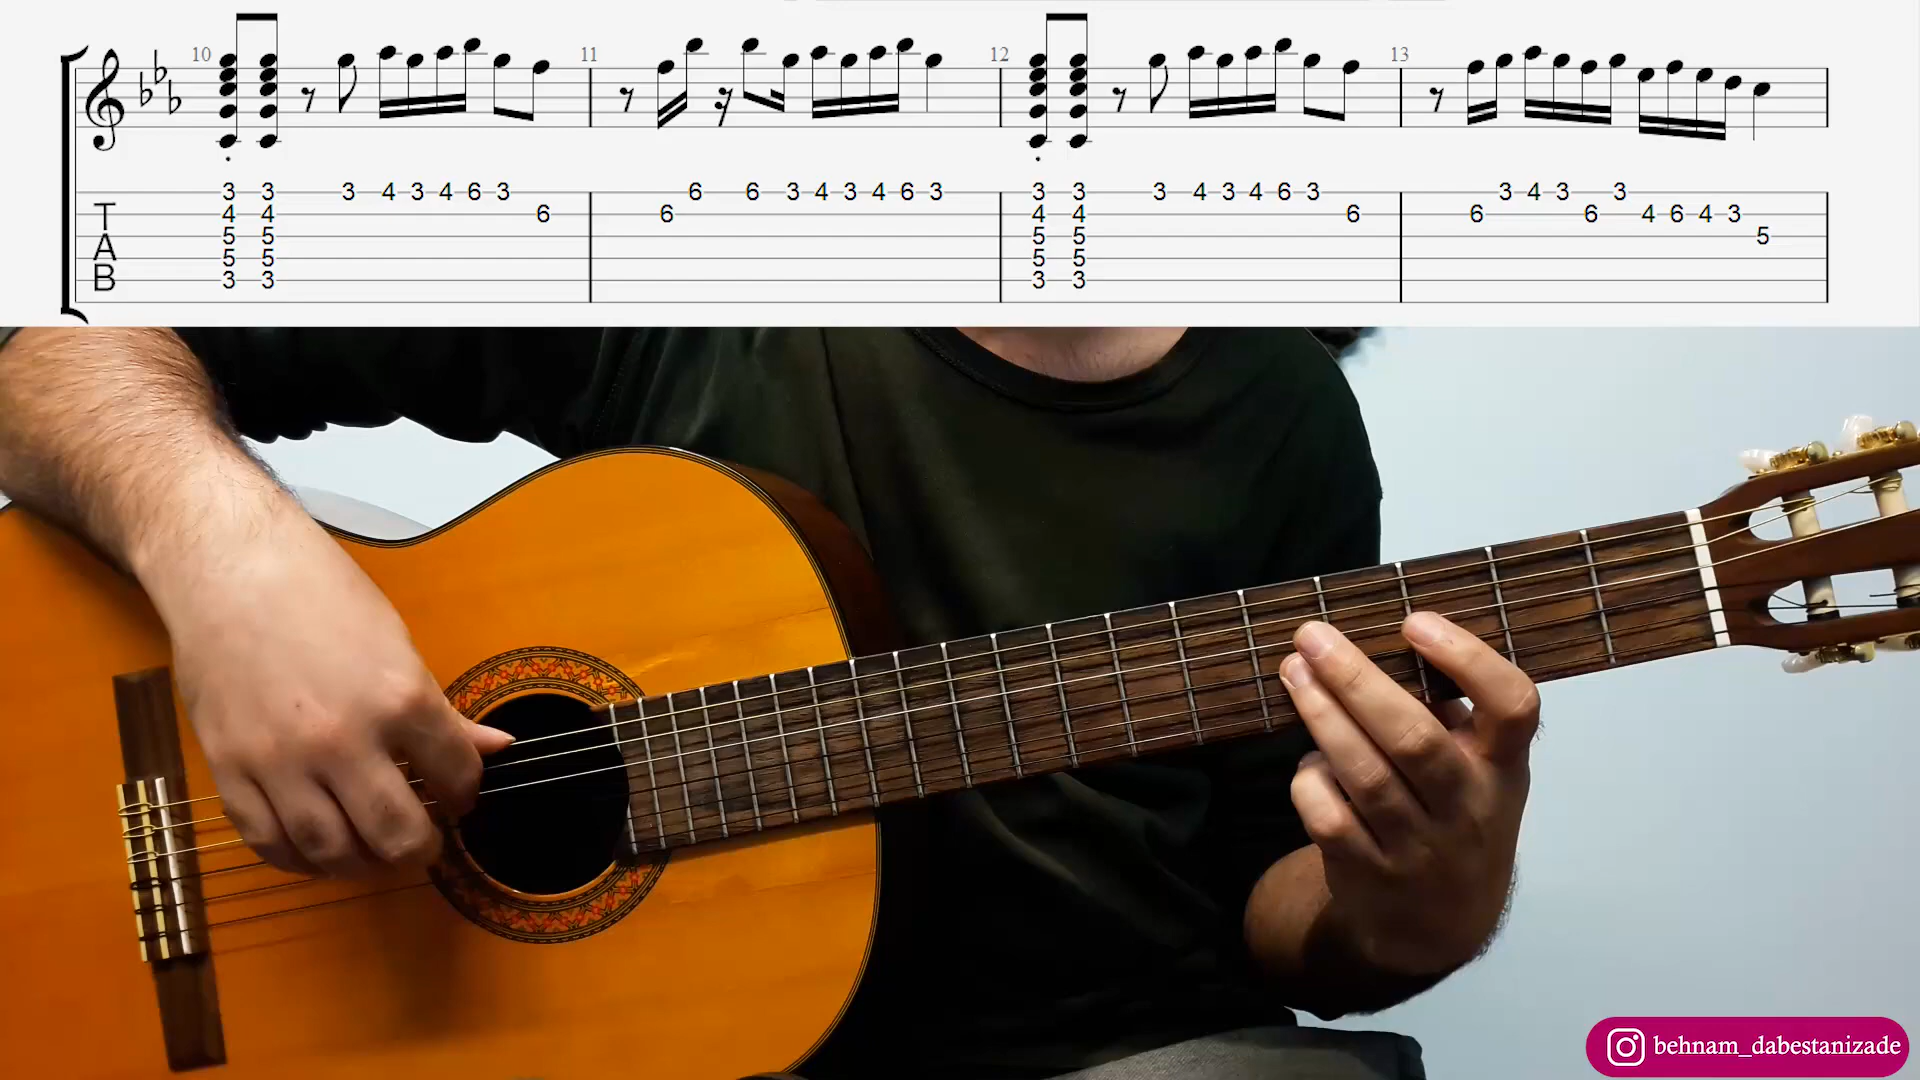 10 11 12 13
3 3 3 4 3 4 6 3 6 6 3 4 3 4 6 3 3 3 3 4 3 4 6 3 3 4 3 3
T 4 4 6 6 4 4 6 6 6 4 6 4 3
A 5 5 5 5 5
5 5 5 5
B 3 3 3 3
behnam_dabestanizade